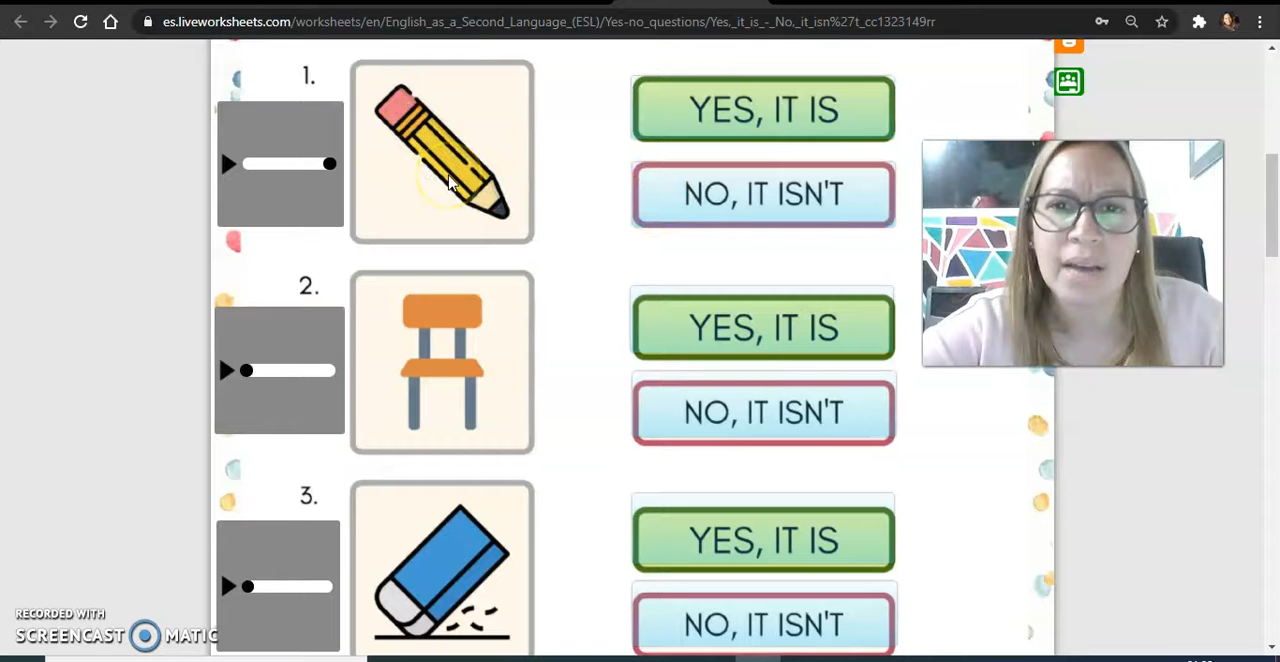 es.liveworksheets.com/worksheets/en/English_as_a_Second_Language_(ESL)/Yes-no_questions/Yes,_it_is_-_No,_it_isn%27t_cc1323149rr
1.
YES, IT IS
NO, IT ISN'T
2.
YES, IT IS
NO, IT ISN'T
3.
YES, IT IS
NO, IT ISN'T
RECORDED WITH
SCREENCAST MATIC